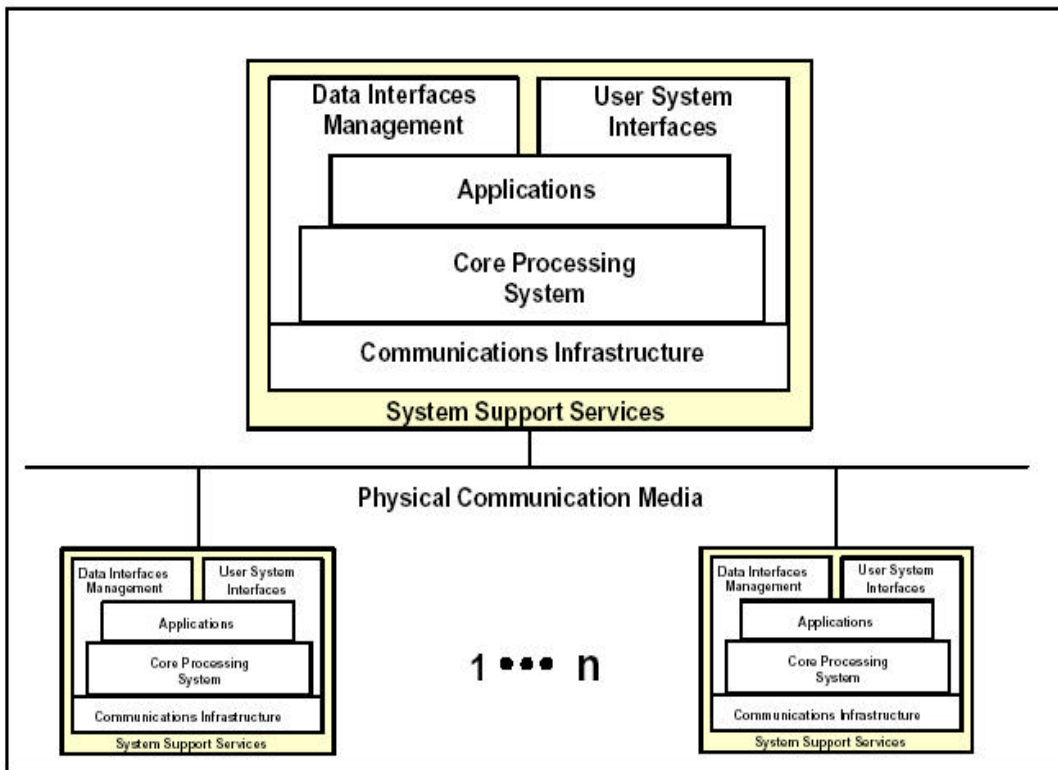 Data Interfaces
Management
User System
Interfaces
Applications
Core Processing
System
Communications Infrastructure
System Support Services
Physical Communication Media
Data Interfaces
Management
User System
Interfaces
Applications
Core Processing
System
Communications Infrastructure
System Support Services
1 ••• n
Data Interfaces
Management
User System
Interfaces
Applications
Core Processing
System
Communications Infrastructure
System Support Services